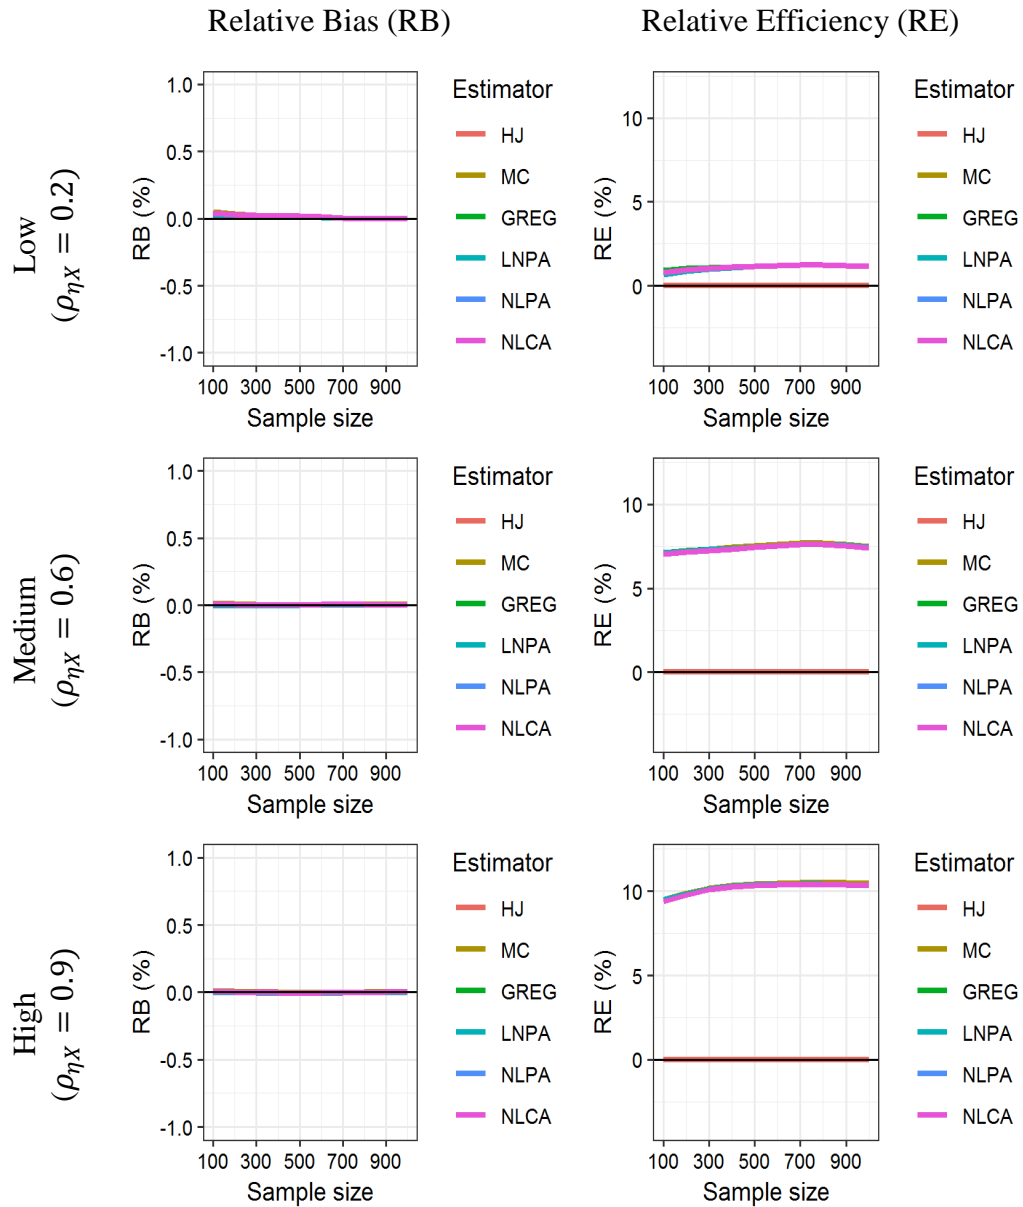 Relative Bias (RB)
Relative Efficiency (RE)
Low
(ρηX = 0.2)
RB (%)
1.0
0.5
0.0
-0.5
-1.0
100 300 500 700 900
Sample size
Estimator
HJ
MC
GREG
LNPA
NLPA
NLCA
RE (%)
10
5
0
100 300 500 700 900
Sample size
Estimator
HJ
MC
GREG
LNPA
NLPA
NLCA
Medium
(ρηX = 0.6)
RB (%)
1.0
0.5
0.0
-0.5
-1.0
100 300 500 700 900
Sample size
Estimator
HJ
MC
GREG
LNPA
NLPA
NLCA
RE (%)
10
5
0
100 300 500 700 900
Sample size
Estimator
HJ
MC
GREG
LNPA
NLPA
NLCA
High
(ρηX = 0.9)
RB (%)
1.0
0.5
0.0
-0.5
-1.0
100 300 500 700 900
Sample size
Estimator
HJ
MC
GREG
LNPA
NLPA
NLCA
RE (%)
10
5
0
100 300 500 700 900
Sample size
Estimator
HJ
MC
GREG
LNPA
NLPA
NLCA